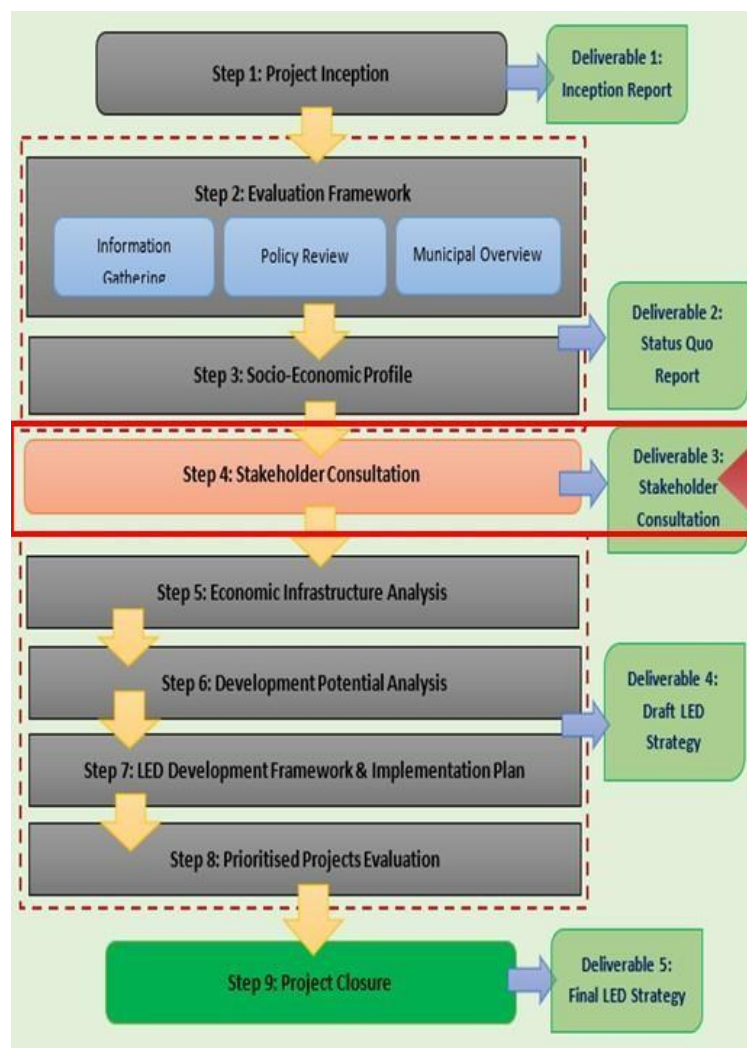 Step 1: Project Inception
Deliverable 1:
Inception Report
Step 2: Evaluation Framework
Information
Gathering
Policy Review
Municipal Overview
Deliverable 2:
Status Quo
Report
Step 3: Socio-Economic Profile
Step 4: Stakeholder Consultation
Deliverable 3:
Stakeholder
Consultation
Step 5: Economic Infrastructure Analysis
Step 6: Development Potential Analysis
Deliverable 4:
Draft LED
Strategy
Step 7: LED Development Framework & Implementation Plan
Step 8: Prioritised Projects Evaluation
Step 9: Project Closure
Deliverable 5:
Final LED Strategy